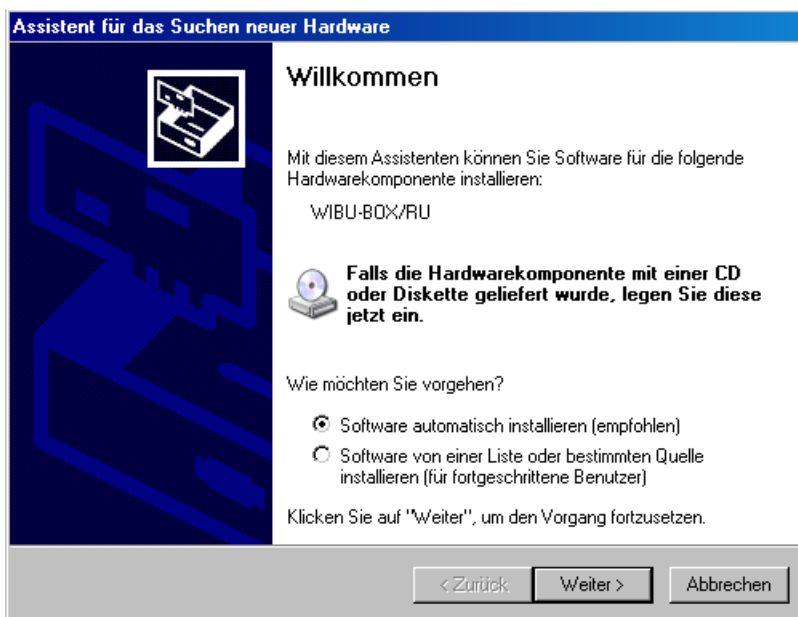 Assistent für das Suchen neuer Hardware
Willkommen
Mit diesem Assistenten können Sie Software für die folgende
Hardwarekomponente installieren:
WIBU-BOX/RU
Falls die Hardwarekomponente mit einer CD
oder Diskette geliefert wurde, legen Sie diese
jetzt ein.
Wie möchten Sie vorgehen?
Software automatisch installieren (empfohlen)
Software von einer Liste oder bestimmten Quelle
installieren (für fortgeschrittene Benutzer)
Klicken Sie auf "Weiter", um den Vorgang fortzusetzen.
< Zurück Weiter > Abbrechen